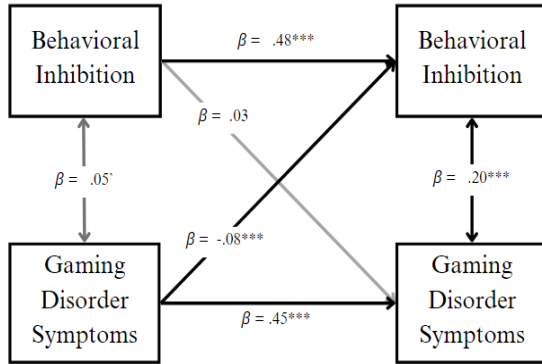 Behavioral
Inhibition
β = .48***
Behavioral
Inhibition
β = .03
β = .05`
β = .20***
β = -.08***
Gaming
Disorder
Symptoms
β = .45***
Gaming
Disorder
Symptoms